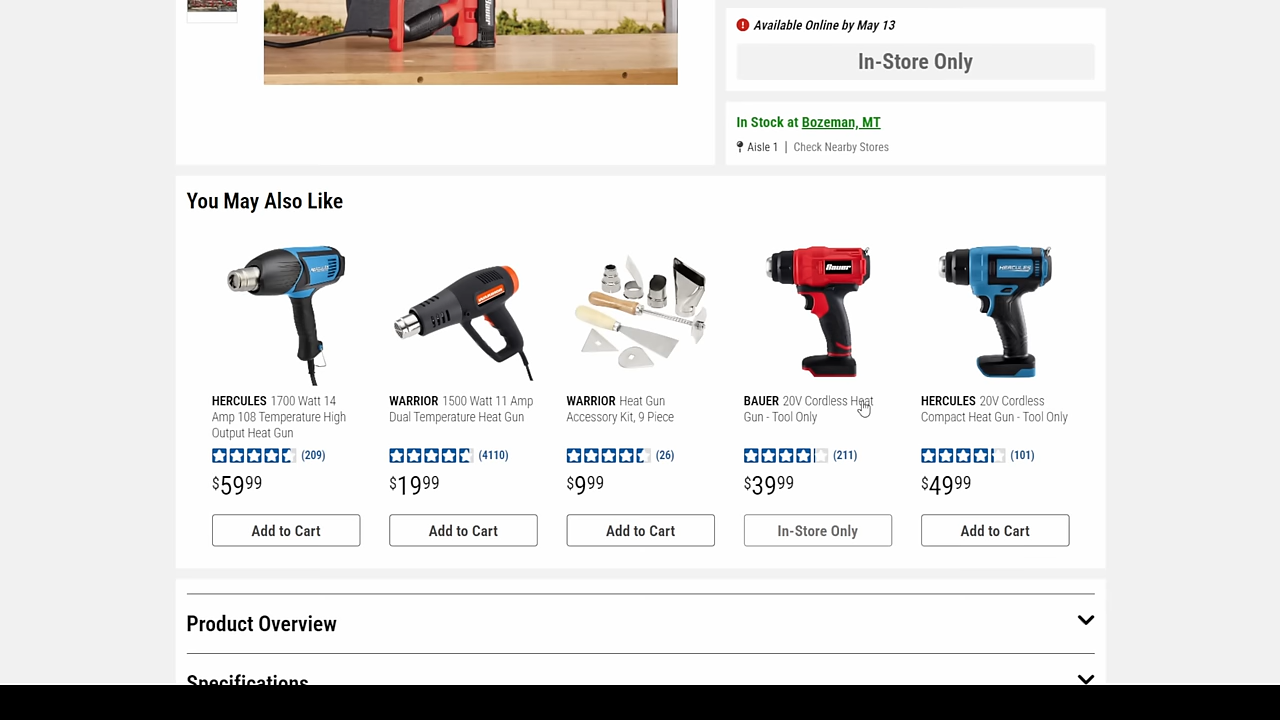 Available Online by May 13
In-Store Only
In Stock at Bozeman, MT
Aisle 1 | Check Nearby Stores
You May Also Like
Bauer
HERCULES
HERCULES 1700 Watt 14
Amp 108 Temperature High
Output Heat Gun
WARRIOR 1500 Watt 11 Amp
Dual Temperature Heat Gun
WARRIOR Heat Gun
Accessory Kit, 9 Piece
BAUER 20V Cordless Heat
Gun - Tool Only
HERCULES 20V Cordless
Compact Heat Gun - Tool Only
(209)
(4110)
(26)
(211)
(101)
$59 99
$19 99
$9 99
$39 99
$49 99
Add to Cart
Add to Cart
Add to Cart
In-Store Only
Add to Cart
Product Overview
Specifications